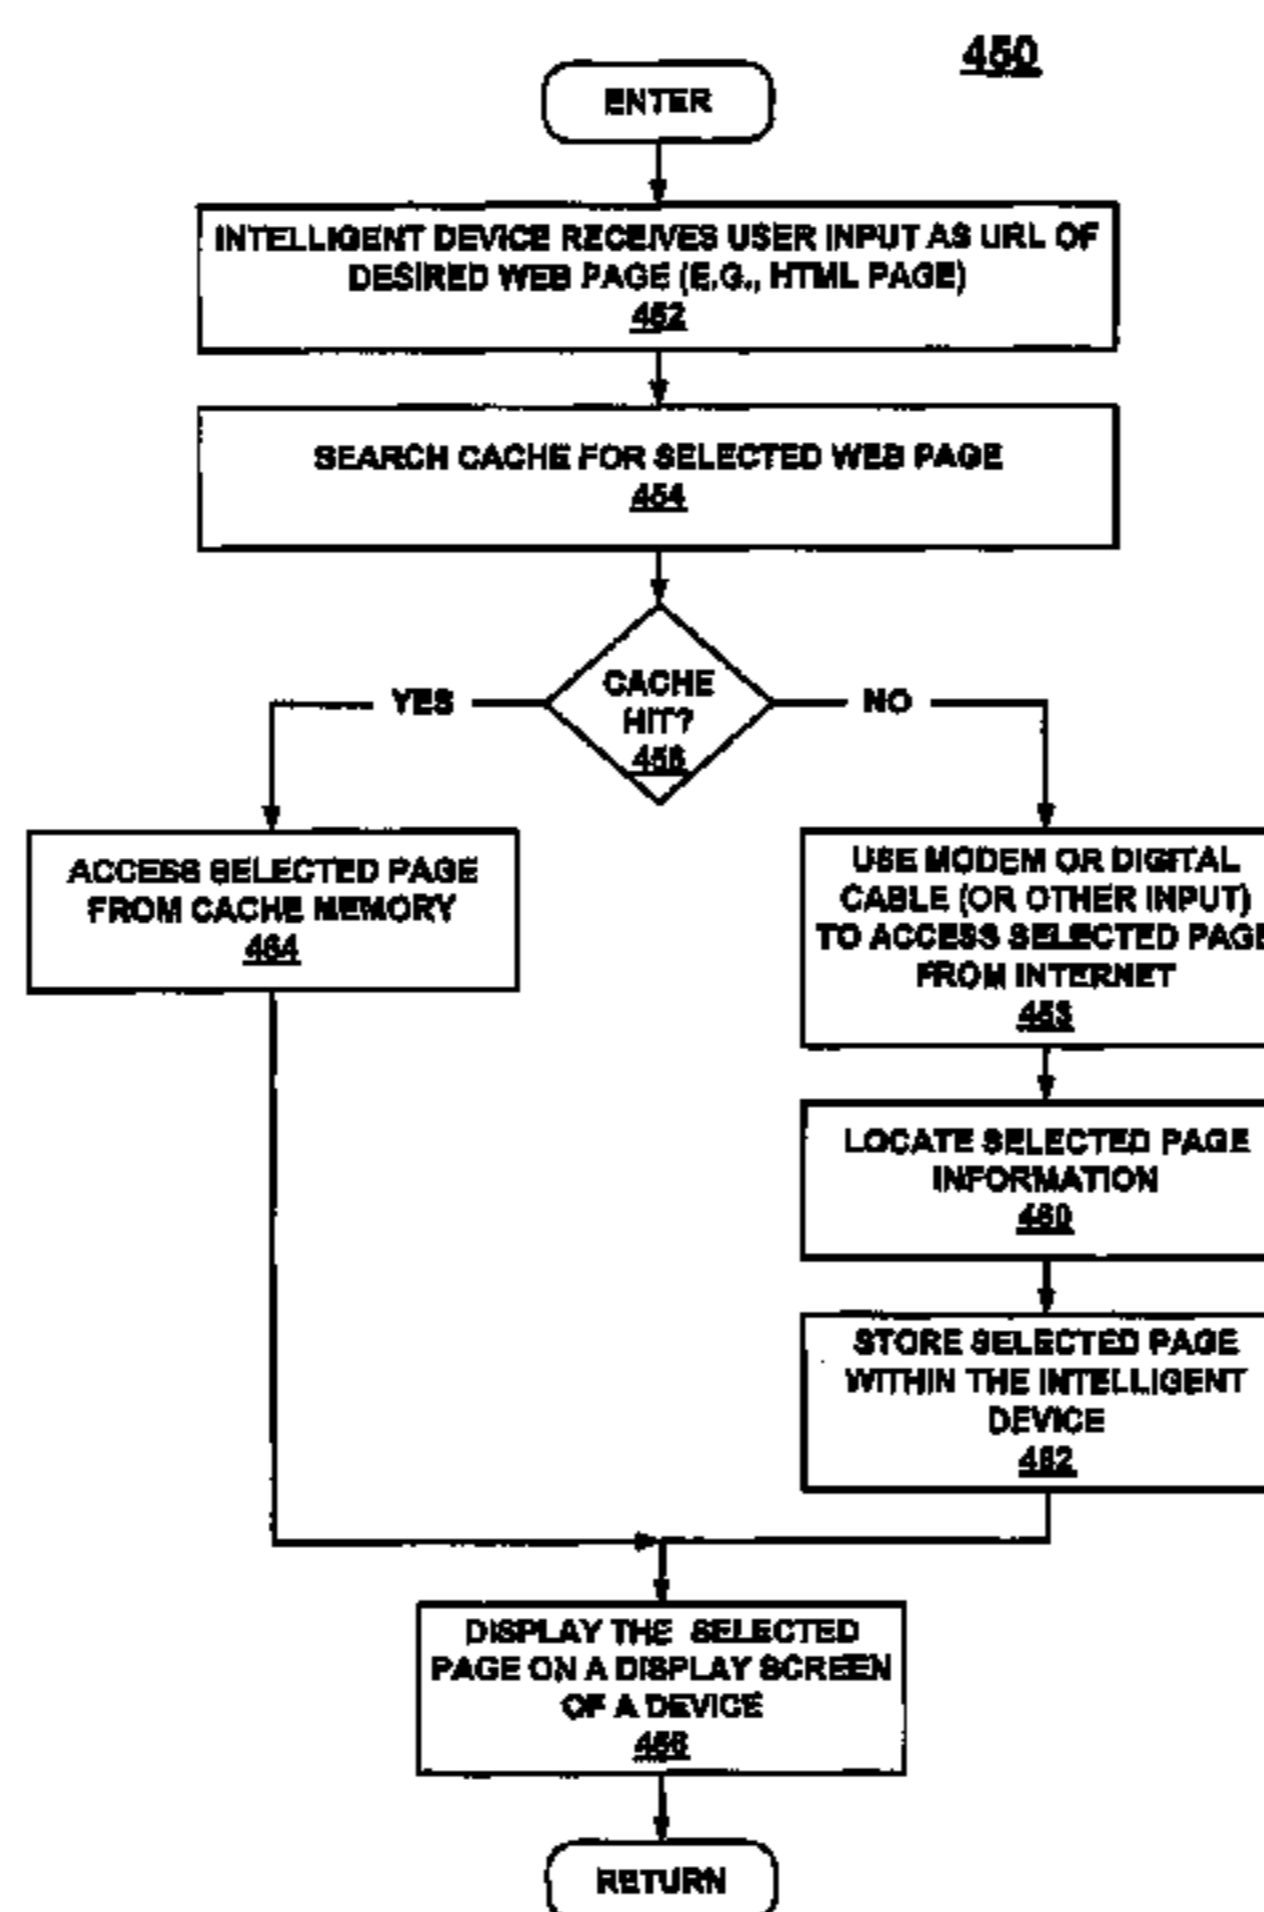 450
ENTER
INTELLIGENT DEVICE RECEIVES USER INPUT AS URL OF
DESIRED WEB PAGE (E.G., HTML PAGE)
452
SEARCH CACHE FOR SELECTED WEB PAGE
454
CACHE
HIT?
YES
NO
ACCESS SELECTED PAGE
FROM CACHE MEMORY
464
USE MODEM OR DIGITAL
CABLE (OR OTHER INPUT)
TO ACCESS SELECTED PAGE
FROM INTERNET
LOCATE SELECTED PAGE
INFORMATION
460
STORE SELECTED PAGE
WITHIN THE INTELLIGENT
DEVICE
462
DISPLAY THE SELECTED
PAGE ON A DISPLAY SCREEN
OF A DEVICE
RETURN